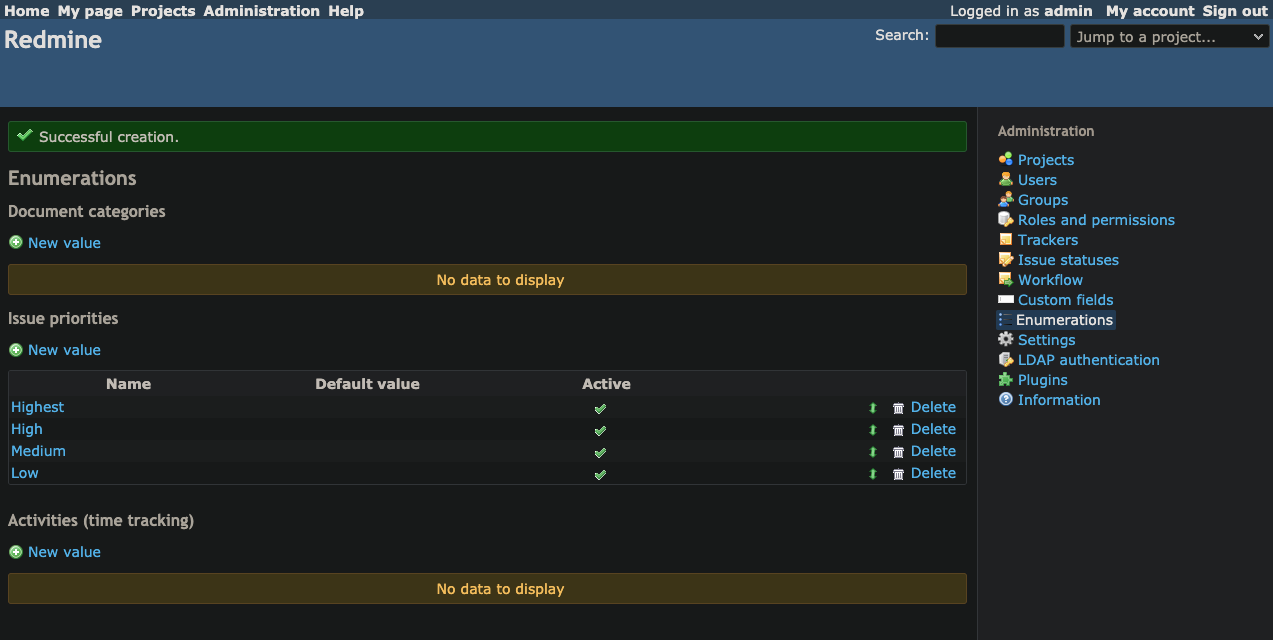 Home My page Projects Administration Help Logged in as admin My account Sign out
Redmine Search: Jump to a project...
Successful creation.
Enumerations
Document categories
New value
No data to display
Issue priorities
New value
Name Default value Active
Highest Delete
High Delete
Medium Delete
Low Delete
Activities (time tracking)
New value
No data to display
Administration
Projects
Users
Groups
Roles and permissions
Trackers
Issue statuses
Workflow
Custom fields
Enumerations
Settings
LDAP authentication
Plugins
Information